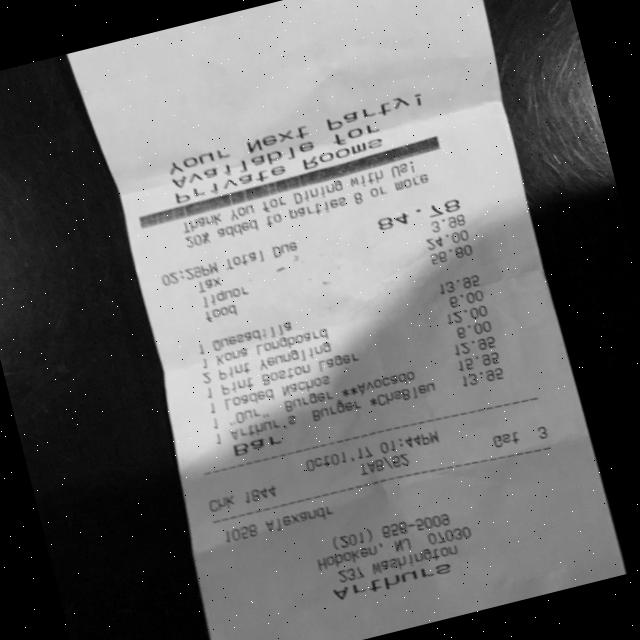 Arthurs
237 Washington
Hoboken, NJ 07030
(201) 656-5009
1058 Alexandr
Chk 1844 TAB/52 Gst 3
Oct01'17 01:44PM
Bar
1 Arthur's Burger *OnsBleu 13.95
1 "Our" Burger **Avocado 15.95
1 Loaded Nachos 12.95
1 Pint Boston Lager 6.00
2 Pint Yuengling 12.00
1 Kona Longboard 6.00
1 Quesadilla 13.95
food 56.80
liquor 24.00
Tax 3.98
02:29PM Total Due 84.78
20% added to parties 8 or more
Thank You for Dining with Us!
Private Rooms
Available for
Your Next Party!